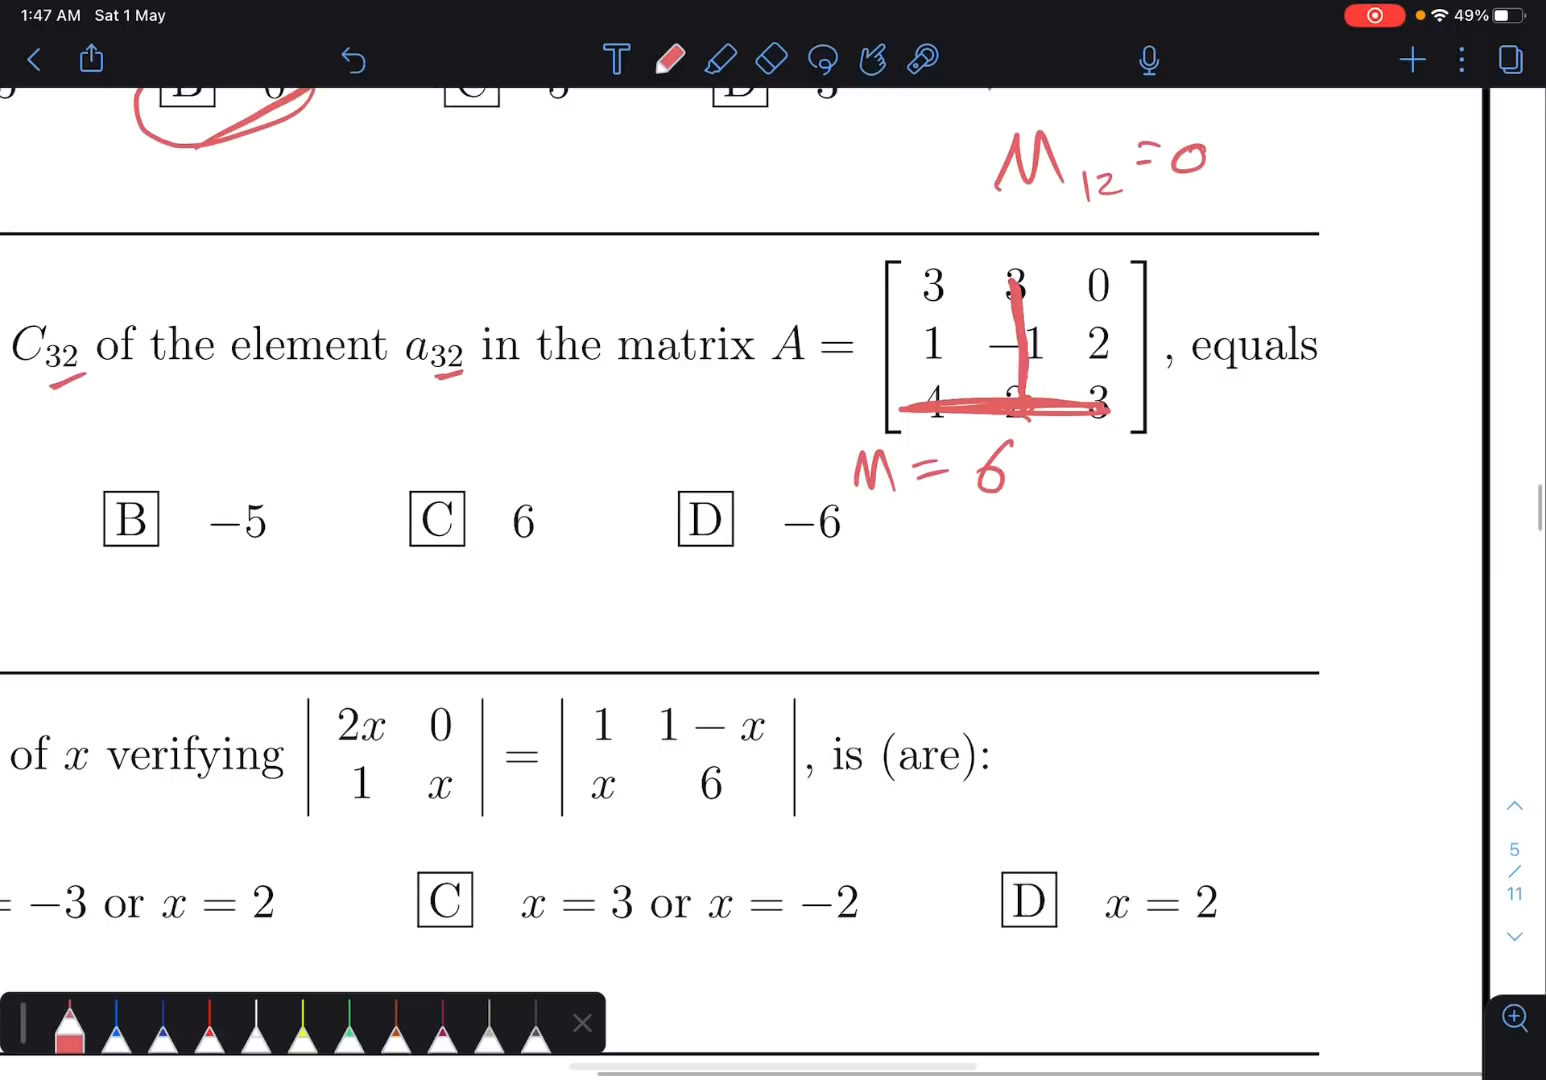 1:47 AM Sat 1 May
49%
M12 = 0
C32 of the element a32 in the matrix A = [ 3 3 0
1 −1 2
4 2 3 ] , equals
M = 6
B −5 C 6 D −6
of x verifying | 2x 0
1 x | = | 1 1 − x
x 6 | , is (are):
= −3 or x = 2 C x = 3 or x = −2 D x = 2
5
/
11